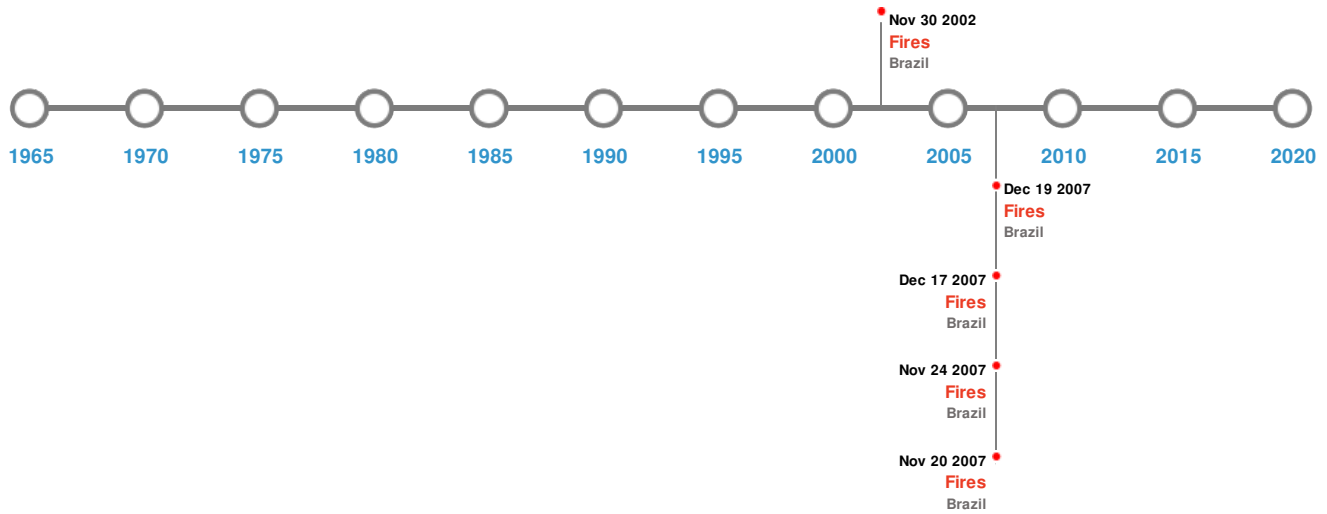 Nov 30 2002
Fires
Brazil
1965 1970 1975 1980 1985 1990 1995 2000 2005 2010 2015 2020
Dec 19 2007
Fires
Brazil
Dec 17 2007
Fires
Brazil
Nov 24 2007
Fires
Brazil
Nov 20 2007
Fires
Brazil